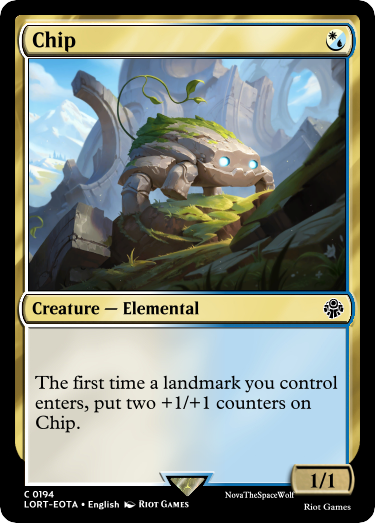 Chip
Creature — Elemental
The first time a landmark you control
enters, put two +1/+1 counters on
Chip.
1/1
C 0194
LORT-EOTA • English Riot Games
NovaTheSpaceWolf
Riot Games